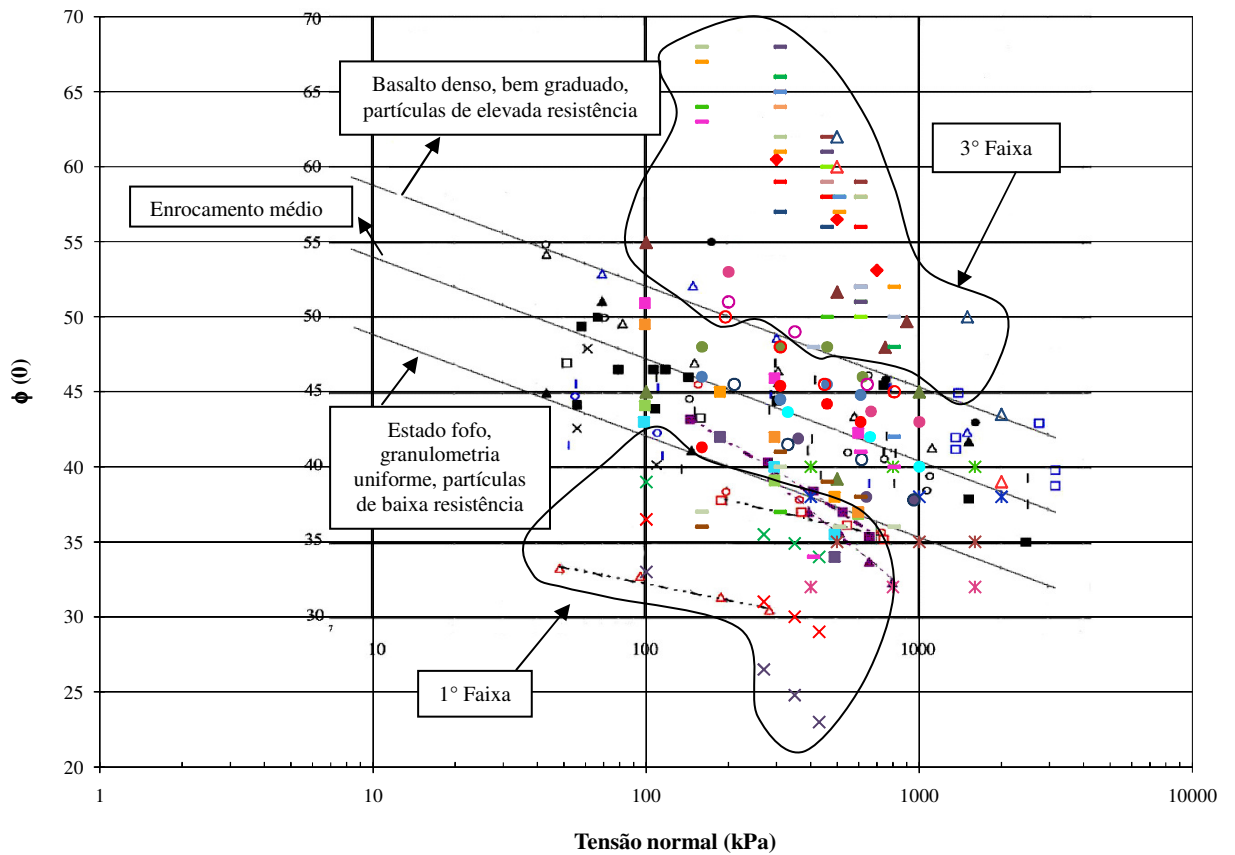 70
70
65
65
60
60
55
55
50
50
45
45
40
40
35
35
30
30
25
20
ϕ (0)
Basalto denso, bem graduado,
partículas de elevada resistência
Enrocamento médio
Estado fofo,
granulometria
uniforme, partículas
de baixa resistência
3° Faixa
1° Faixa
7
10
100
1000
1
10
100
1000
10000
Tensão normal (kPa)